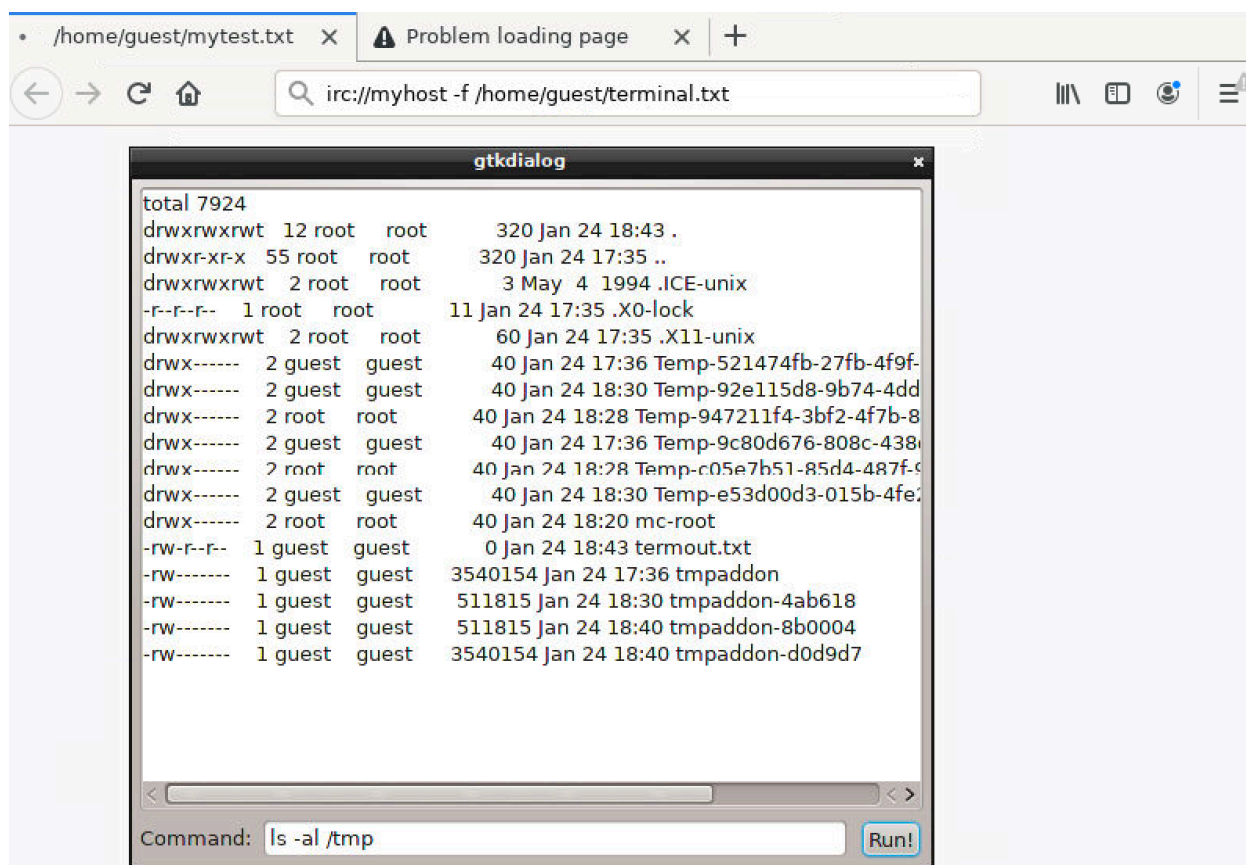 /home/guest/mytest.txt Problem loading page
irc://myhost -f /home/guest/terminal.txt
gtkdialog
total 7924
drwxrwxrwt 12 root root 320 Jan 24 18:43 .
drwxr-xr-x 55 root root 320 Jan 24 17:35 ..
drwxrwxrwt 2 root root 3 May 4 1994 .ICE-unix
-r--r--r-- 1 root root 11 Jan 24 17:35 .X0-lock
drwxrwxrwt 2 root root 60 Jan 24 17:35 .X11-unix
drwx------ 2 guest guest 40 Jan 24 17:36 Temp-521474fb-27fb-4f9f-
drwx------ 2 guest guest 40 Jan 24 18:30 Temp-92e115d8-9b74-4dd
drwx------ 2 root root 40 Jan 24 18:28 Temp-947211f4-3bf2-4f7b-8
drwx------ 2 guest guest 40 Jan 24 17:36 Temp-9c80d676-808c-438
drwx------ 2 root root 40 Jan 24 18:28 Temp-c05e7b51-85d4-487f-9
drwx------ 2 guest guest 40 Jan 24 18:30 Temp-e53d00d3-015b-4fe2
drwx------ 2 root root 40 Jan 24 18:20 mc-root
-rw-r--r-- 1 guest guest 0 Jan 24 18:43 termout.txt
-rw------- 1 guest guest 3540154 Jan 24 17:36 tmpaddon
-rw------- 1 guest guest 511815 Jan 24 18:30 tmpaddon-4ab618
-rw------- 1 guest guest 511815 Jan 24 18:40 tmpaddon-8b0004
-rw------- 1 guest guest 3540154 Jan 24 18:40 tmpaddon-d0d9d7
Command: ls -al /tmp Run!